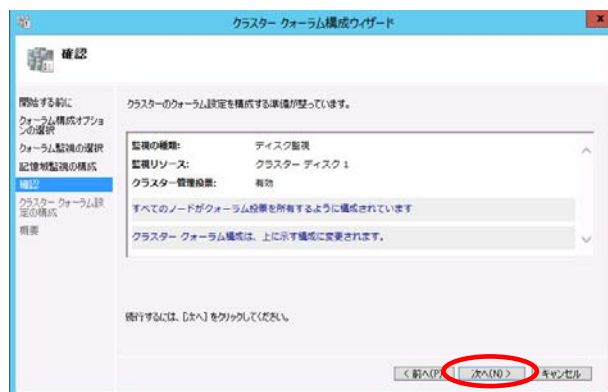 クラスター クォーラム構成ウィザード
x
確認
開始する前に
クォーラム構成オプショ
ンの選択
クォーラム監視の選択
記憶域監視の構成
確認
クラスター クォーラム設
定の構成
概要
クラスターのクォーラム設定を構成する準備が整っています。
監視の種類: ディスク監視
監視リソース: クラスター ディスク 1
クラスター管理投票: 有効
すべてのノードがクォーラム投票を所有するように構成されています
クラスター クォーラム構成は、上に示す構成に変更されます。
続行するには、[次へ] をクリックしてください。
< 前へ(P) 次へ(N) > キャンセル